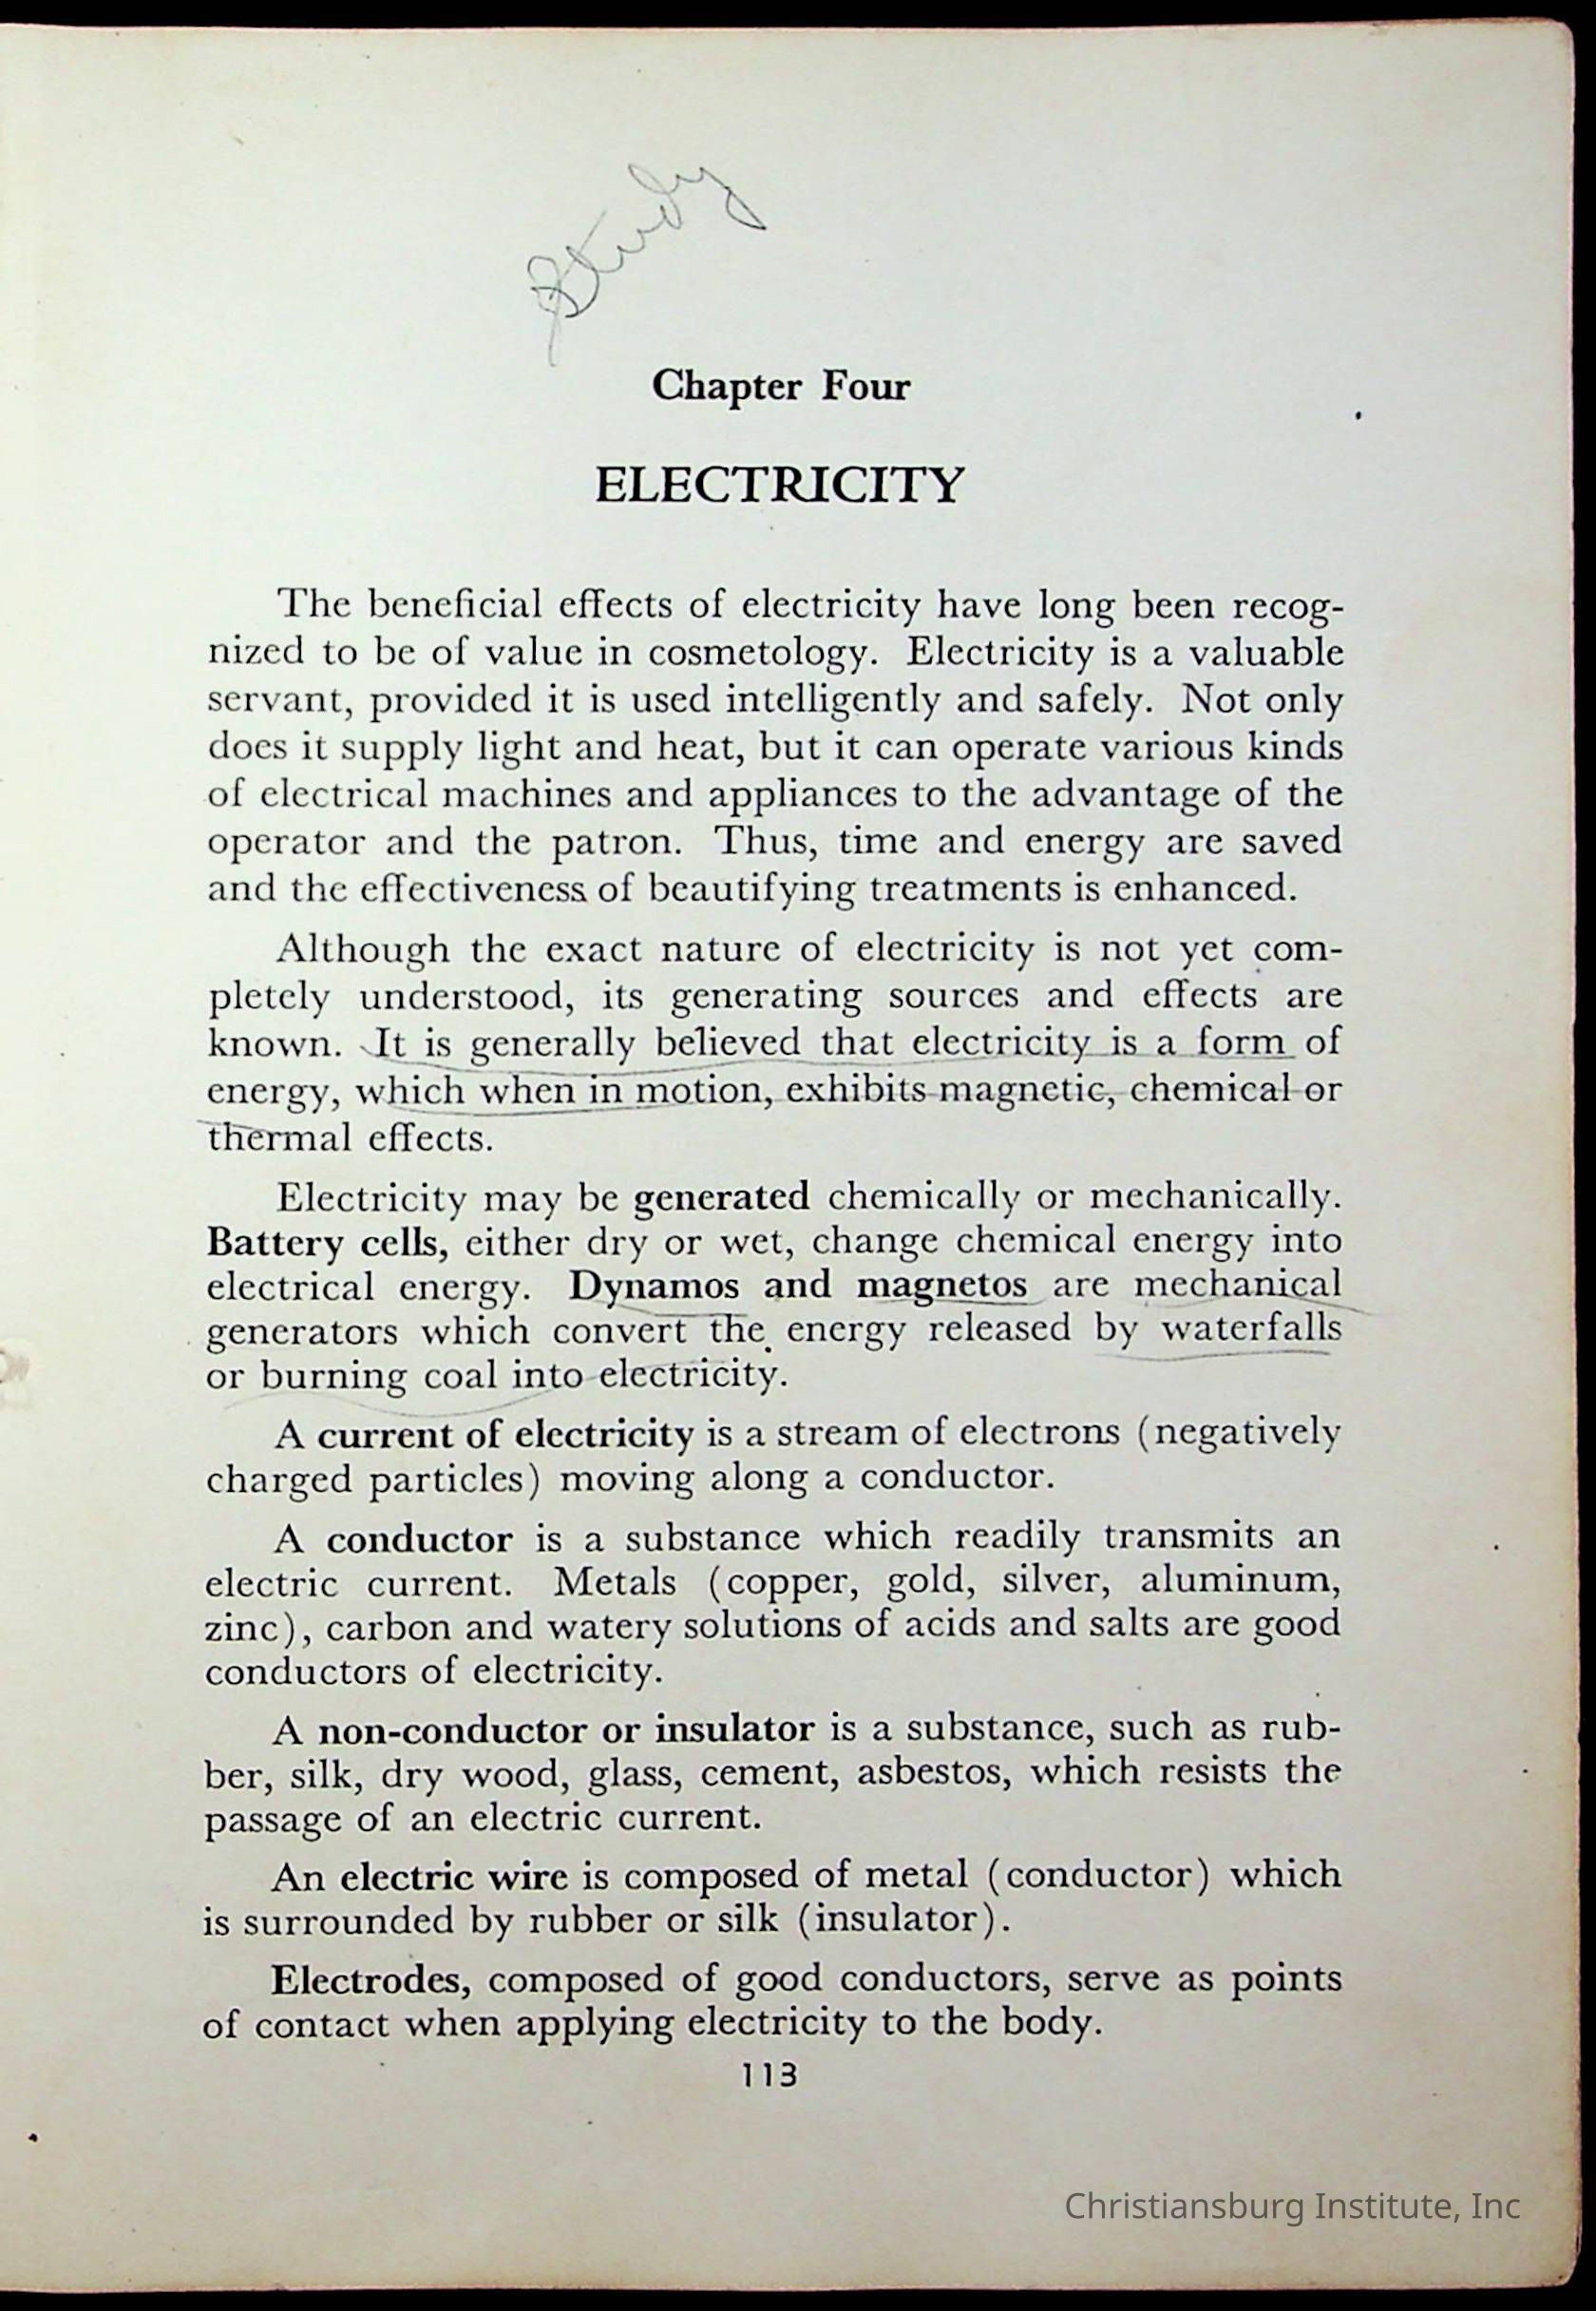 Study
Chapter Four
ELECTRICITY
The beneficial effects of electricity have long been recog-
nized to be of value in cosmetology. Electricity is a valuable
servant, provided it is used intelligently and safely. Not only
does it supply light and heat, but it can operate various kinds
of electrical machines and appliances to the advantage of the
operator and the patron. Thus, time and energy are saved
and the effectiveness of beautifying treatments is enhanced.
Although the exact nature of electricity is not yet com-
pletely understood, its generating sources and effects are
known. It is generally believed that electricity is a form of
energy, which when in motion, exhibits magnetic, chemical or
thermal effects.
Electricity may be generated chemically or mechanically.
Battery cells, either dry or wet, change chemical energy into
electrical energy. Dynamos and magnetos are mechanical
generators which convert the energy released by waterfalls
or burning coal into electricity.
A current of electricity is a stream of electrons (negatively
charged particles) moving along a conductor.
A conductor is a substance which readily transmits an
electric current. Metals (copper, gold, silver, aluminum,
zinc), carbon and watery solutions of acids and salts are good
conductors of electricity.
A non-conductor or insulator is a substance, such as rub-
ber, silk, dry wood, glass, cement, asbestos, which resists the
passage of an electric current.
An electric wire is composed of metal (conductor) which
is surrounded by rubber or silk (insulator).
Electrodes, composed of good conductors, serve as points
of contact when applying electricity to the body.
113
Christiansburg Institute, Inc